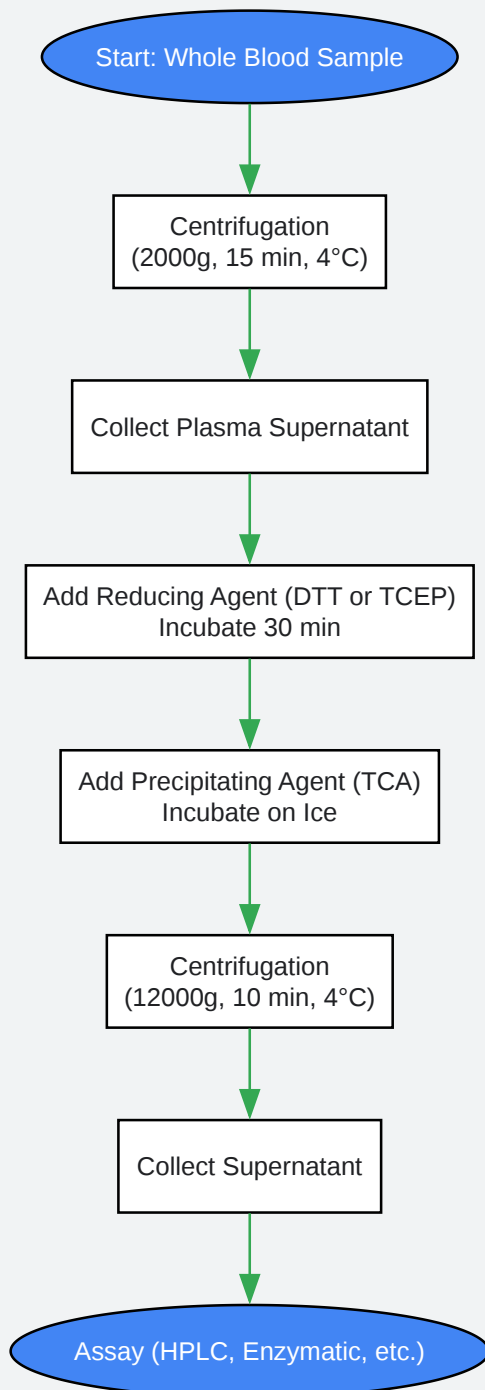 Start: Whole Blood Sample
Centrifugation
(2000g, 15 min, 4°C)
Collect Plasma Supernatant
Add Reducing Agent (DTT or TCEP)
Incubate 30 min
Add Precipitating Agent (TCA)
Incubate on Ice
Centrifugation
(12000g, 10 min, 4°C)
Collect Supernatant
Assay (HPLC, Enzymatic, etc.)